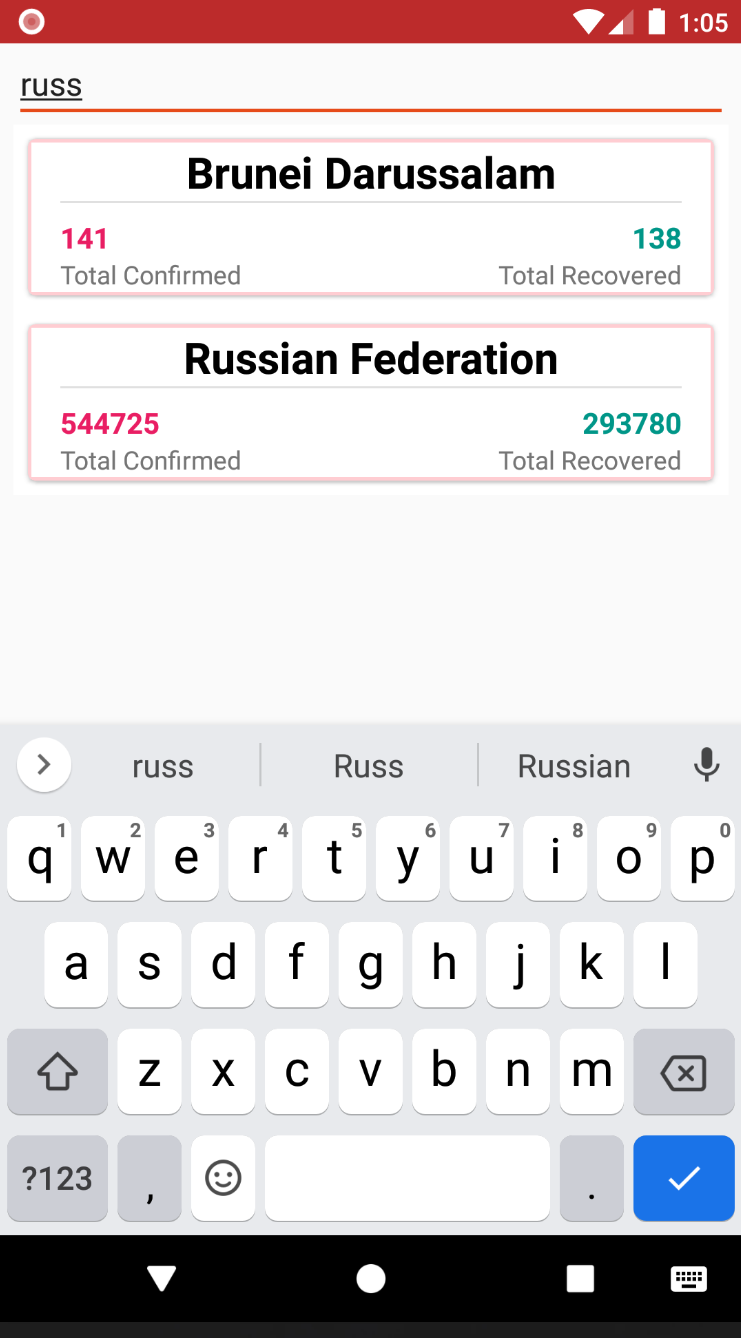 1:05
russ
Brunei Darussalam
141 138
Total Confirmed Total Recovered
Russian Federation
544725 293780
Total Confirmed Total Recovered
russ Russ Russian
1 2 3 4 5 6 7 8 9 0
q w e r t y u i o p
a s d f g h j k l
z x c v b n m
?123 , .